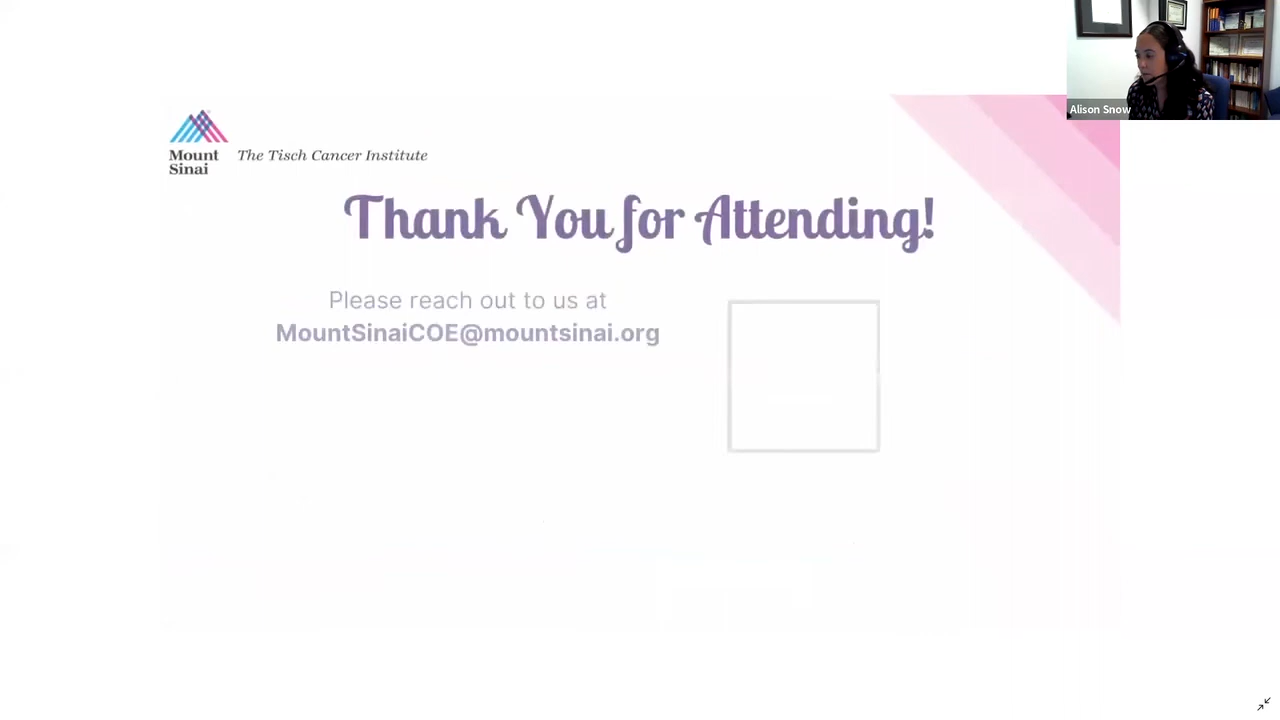 Alison Snow
Mount
Sinai
The Tisch Cancer Institute
Thank You for Attending!
Please reach out to us at
MountSinaiCOE@mountsinai.org